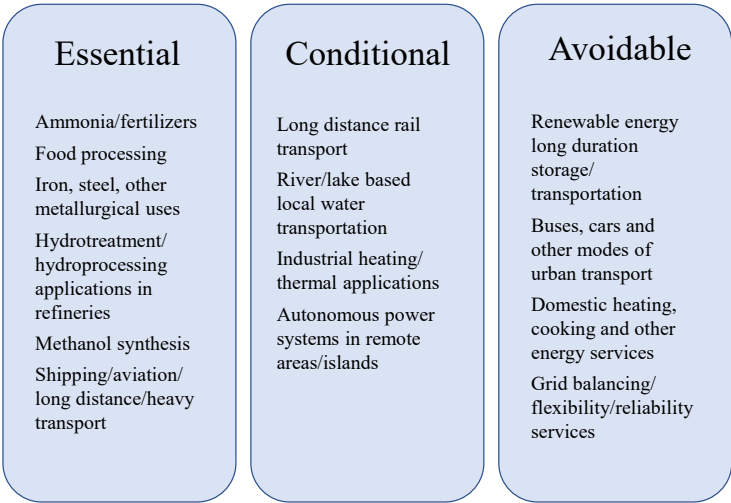 Essential
Ammonia/fertilizers
Food processing
Iron, steel, other
metallurgical uses
Hydrotreatment/
hydroprocessing
applications in
refineries
Methanol synthesis
Shipping/aviation/
long distance/heavy
transport
Conditional
Long distance rail
transport
River/lake based
local water
transportation
Industrial heating/
thermal applications
Autonomous power
systems in remote
areas/islands
Avoidable
Renewable energy
long duration
storage/
transportation
Buses, cars and
other modes of
urban transport
Domestic heating,
cooking and other
energy services
Grid balancing/
flexibility/reliability
services